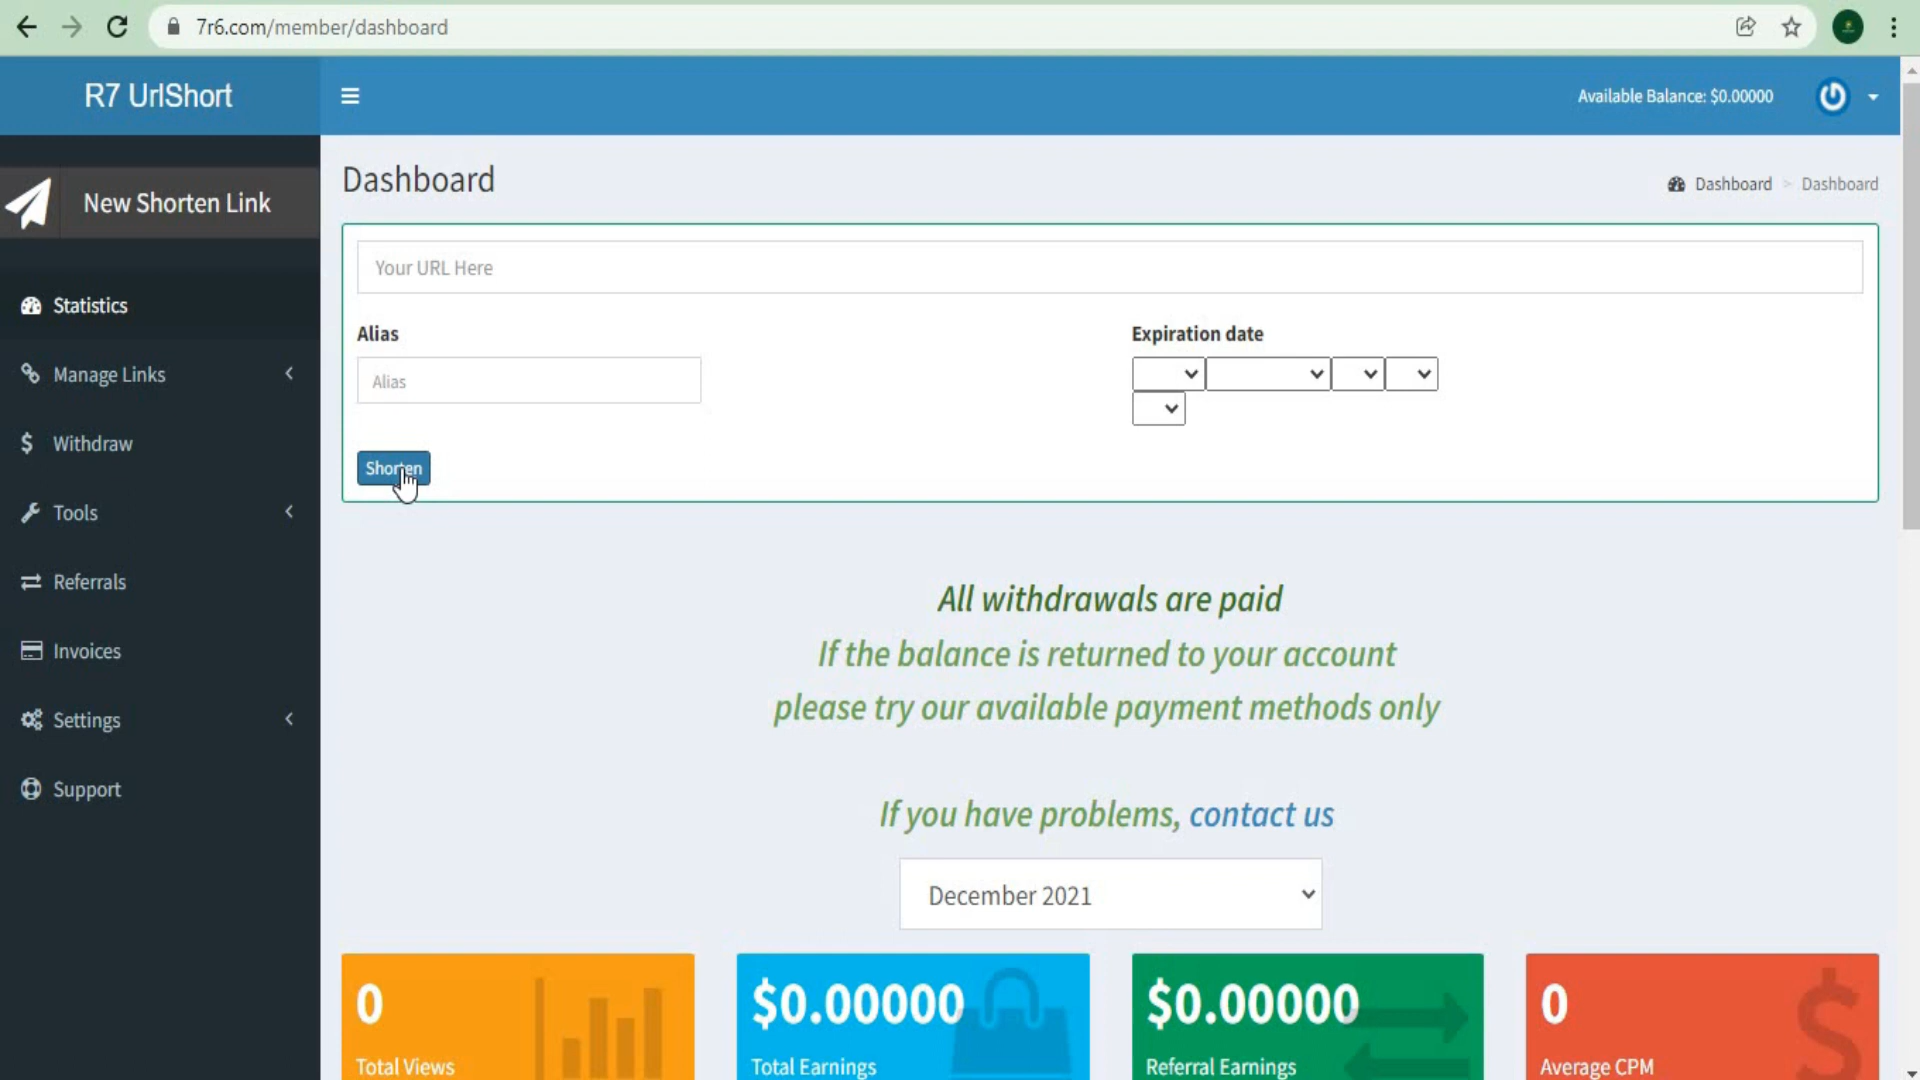 7r6.com/member/dashboard
R7 UrlShort
Available Balance: $0.00000
New Shorten Link
Statistics
Manage Links
Withdraw
Tools
Referrals
Invoices
Settings
Support
Dashboard
Dashboard > Dashboard
Your URL Here
Alias
Expiration date
Alias
Shorten
All withdrawals are paid
If the balance is returned to your account
please try our available payment methods only
If you have problems, contact us
December 2021
0
Total Views
$0.00000
Total Earnings
$0.00000
Referral Earnings
0
Average CPM